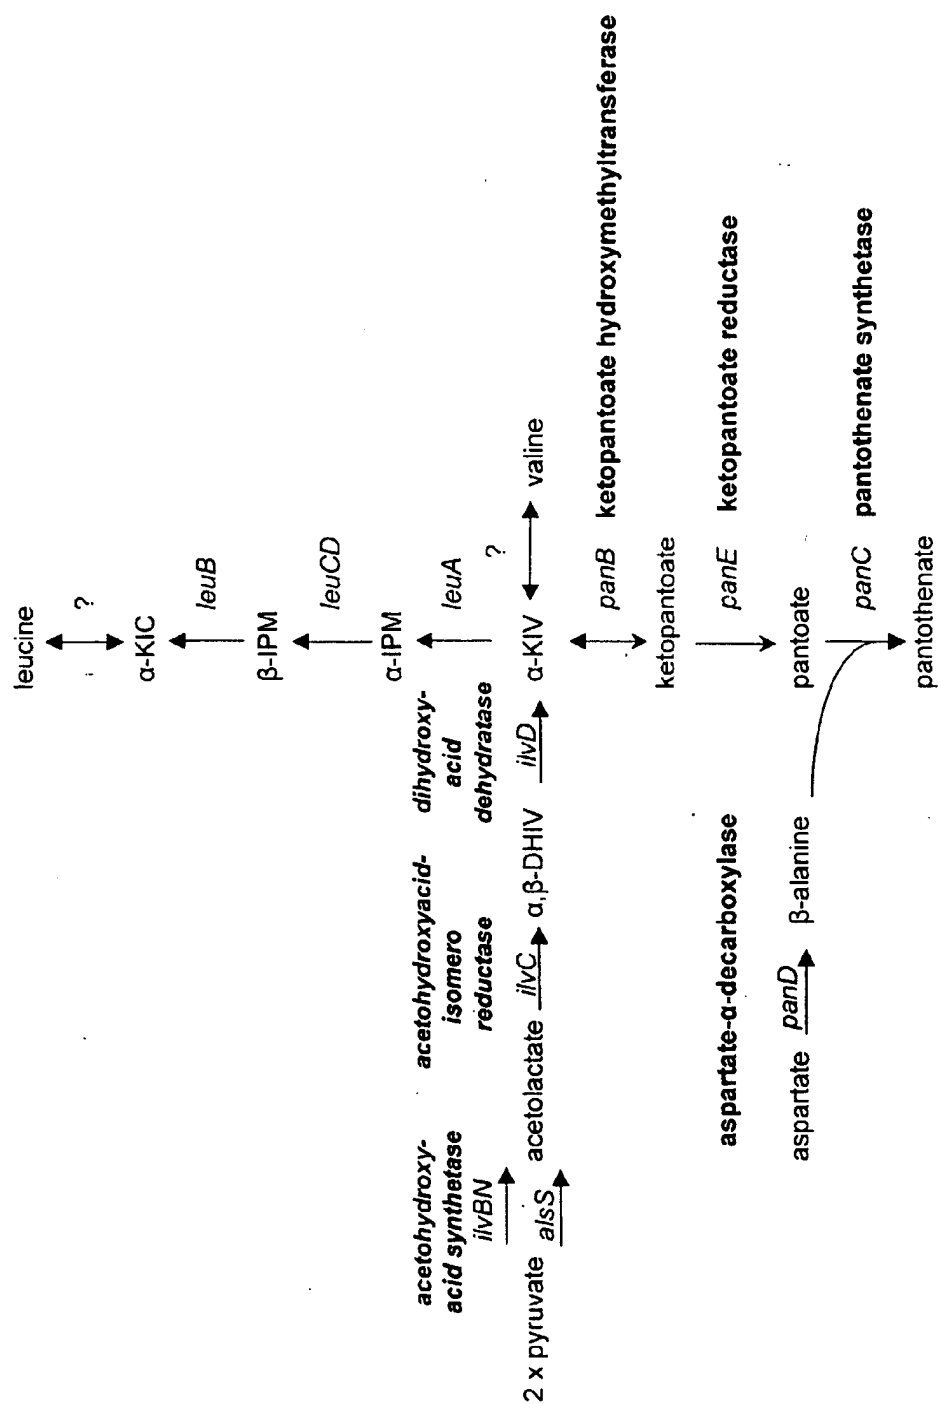 leucine
?
α-KIC
leuB
β-IPM
leuCD
α-IPM
leuA
?
acetohydroxy-
acid synthetase
ilvBN
acetohydroxyacid-
isomero
reductase
dihydroxy-
acid
dehydratase
2 x pyruvate alsS acetolactate ilvC α,β-DHIV ilvD α-KIV valine
panB ketopantoate hydroxymethyltransferase
ketopantoate
panE ketopantoate reductase
aspartate-α-decarboxylase
aspartate panD β-alanine pantoate
panC pantothenate synthetase
pantothenate